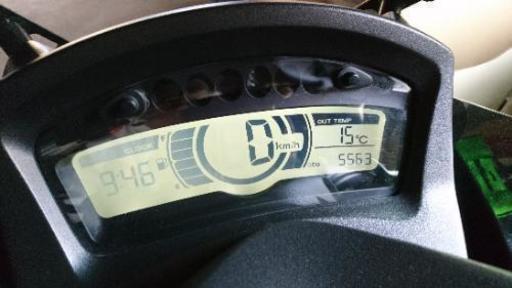 CLOCK
9:46
0 km/h
OUT TEMP
15°C
5563